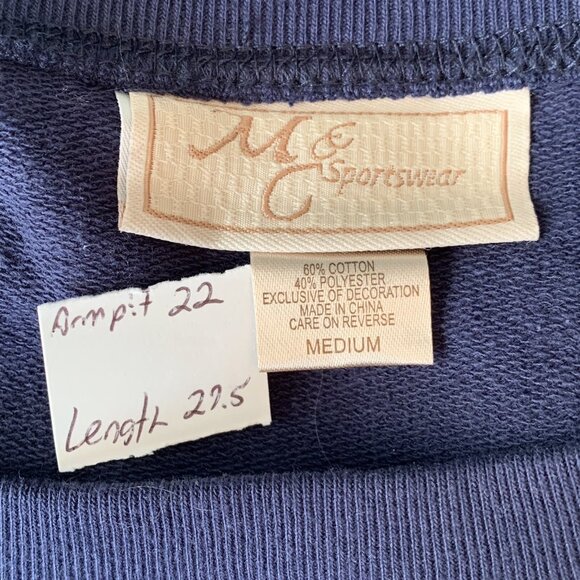 M&C Sportswear
60% COTTON
40% POLYESTER
EXCLUSIVE OF DECORATION
MADE IN CHINA
CARE ON REVERSE
MEDIUM
Armpit 22
Length 27.5